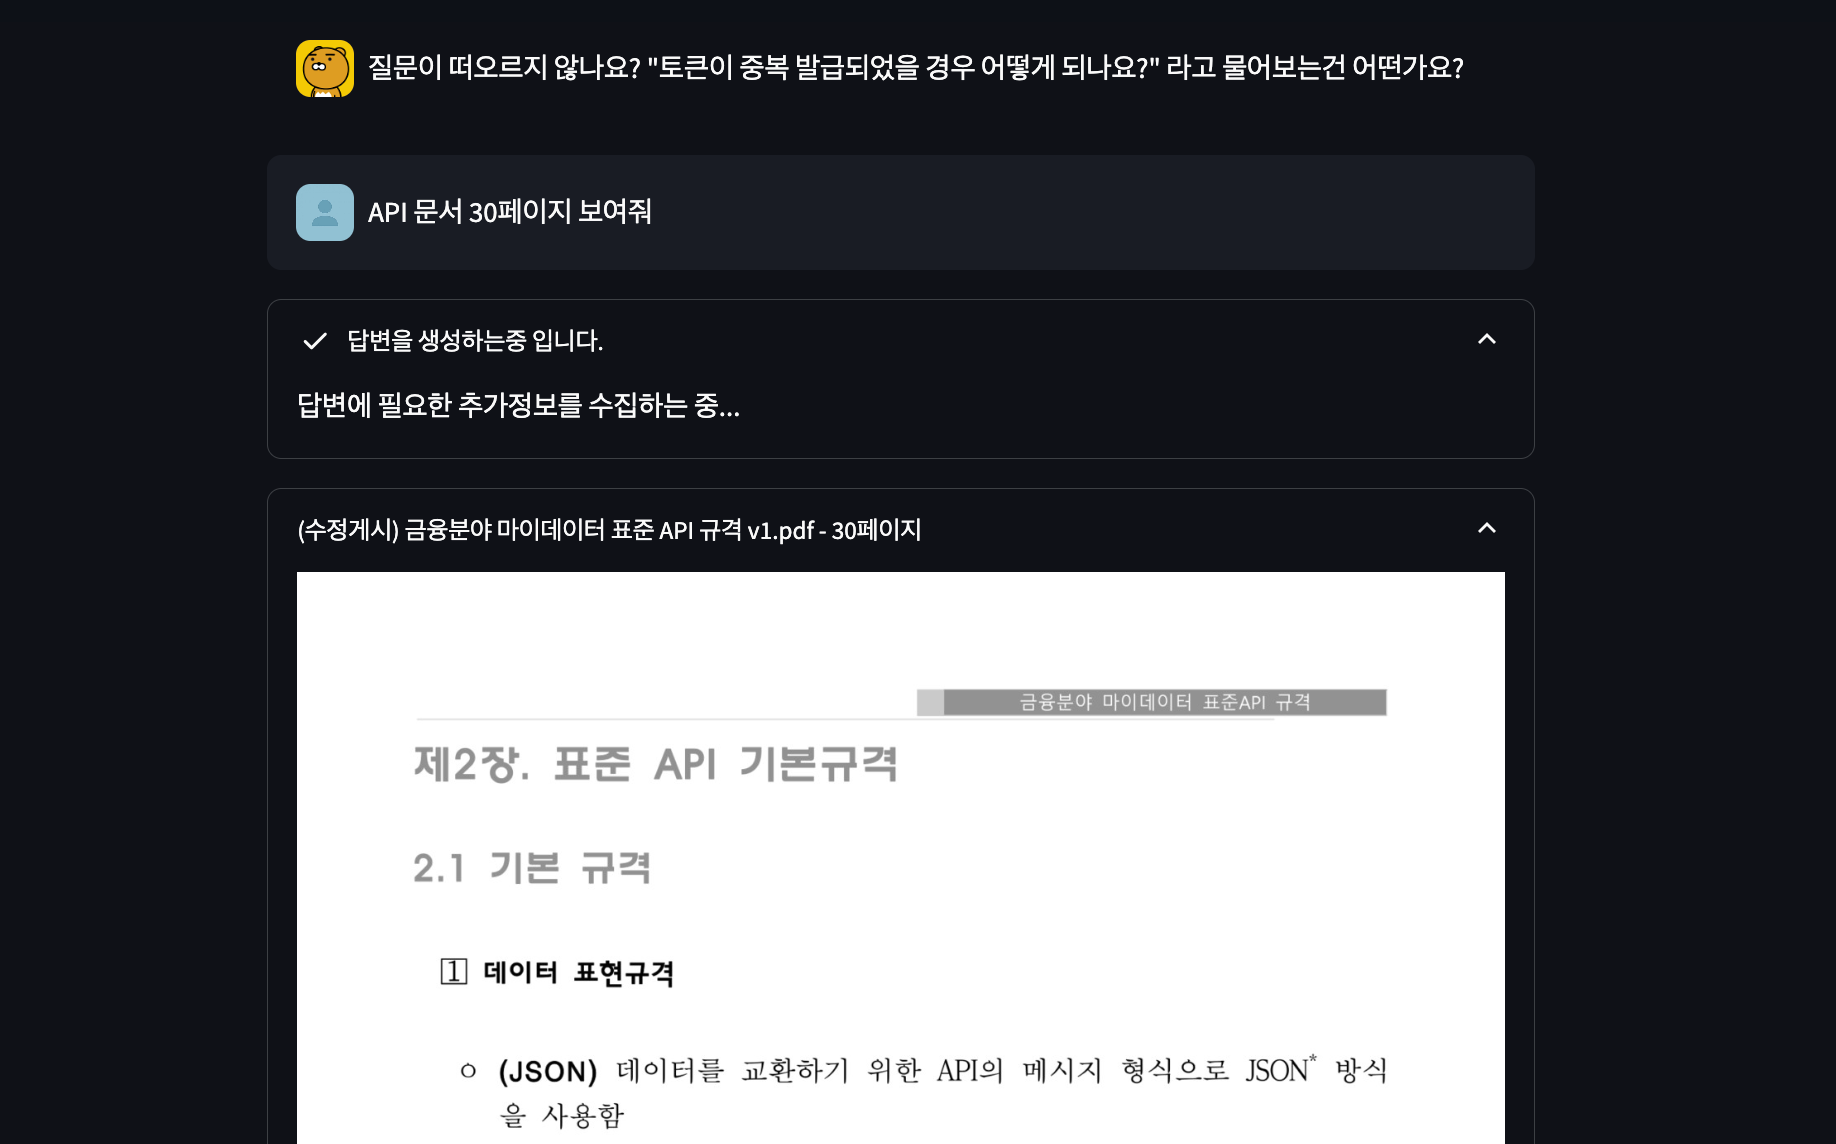 질문이 떠오르지 않나요? "토큰이 중복 발급되었을 경우 어떻게 되나요?" 라고 물어보는건 어떤가요?
API 문서 30페이지 보여줘
답변을 생성하는중 입니다.
답변에 필요한 추가정보를 수집하는 중...
(수정게시) 금융분야 마이데이터 표준 API 규격 v1.pdf - 30페이지
금융분야 마이데이터 표준API 규격
제2장. 표준 API 기본규격
2.1 기본 규격
1 데이터 표현규격
ㅇ (JSON) 데이터를 교환하기 위한 API의 메시지 형식으로 JSON* 방식
을 사용함